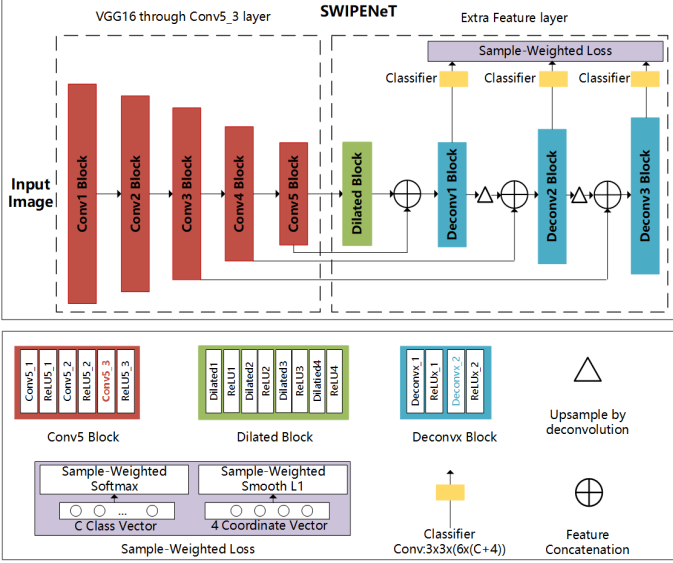 SWIPENeT
VGG16 through Conv5_3 layer
Extra Feature layer
Sample-Weighted Loss
Classifier
Classifier
Classifier
Input
Image
Conv1 Block
Conv2 Block
Conv3 Block
Conv4 Block
Conv5 Block
Dilated Block
Deconv1 Block
Deconv2 Block
Deconv3 Block
Conv5_1
ReLU5_1
Conv5_2
ReLU5_2
Conv5_3
ReLU5_3
Conv5 Block
Dilated1
ReLU1
Dilated2
ReLU2
Dilated3
ReLU3
Dilatied4
ReLU4
Dilated Block
Deconvx_1
ReLUx_1
Deconvx_2
ReLUx_2
Deconvx Block
Upsample by
deconvolution
Sample-Weighted
Softmax
...
C Class Vector
Sample-Weighted
Smooth L1
4 Coordinate Vector
Sample-Weighted Loss
Classifier
Conv:3x3x(6x(C+4))
Feature
Concatenation